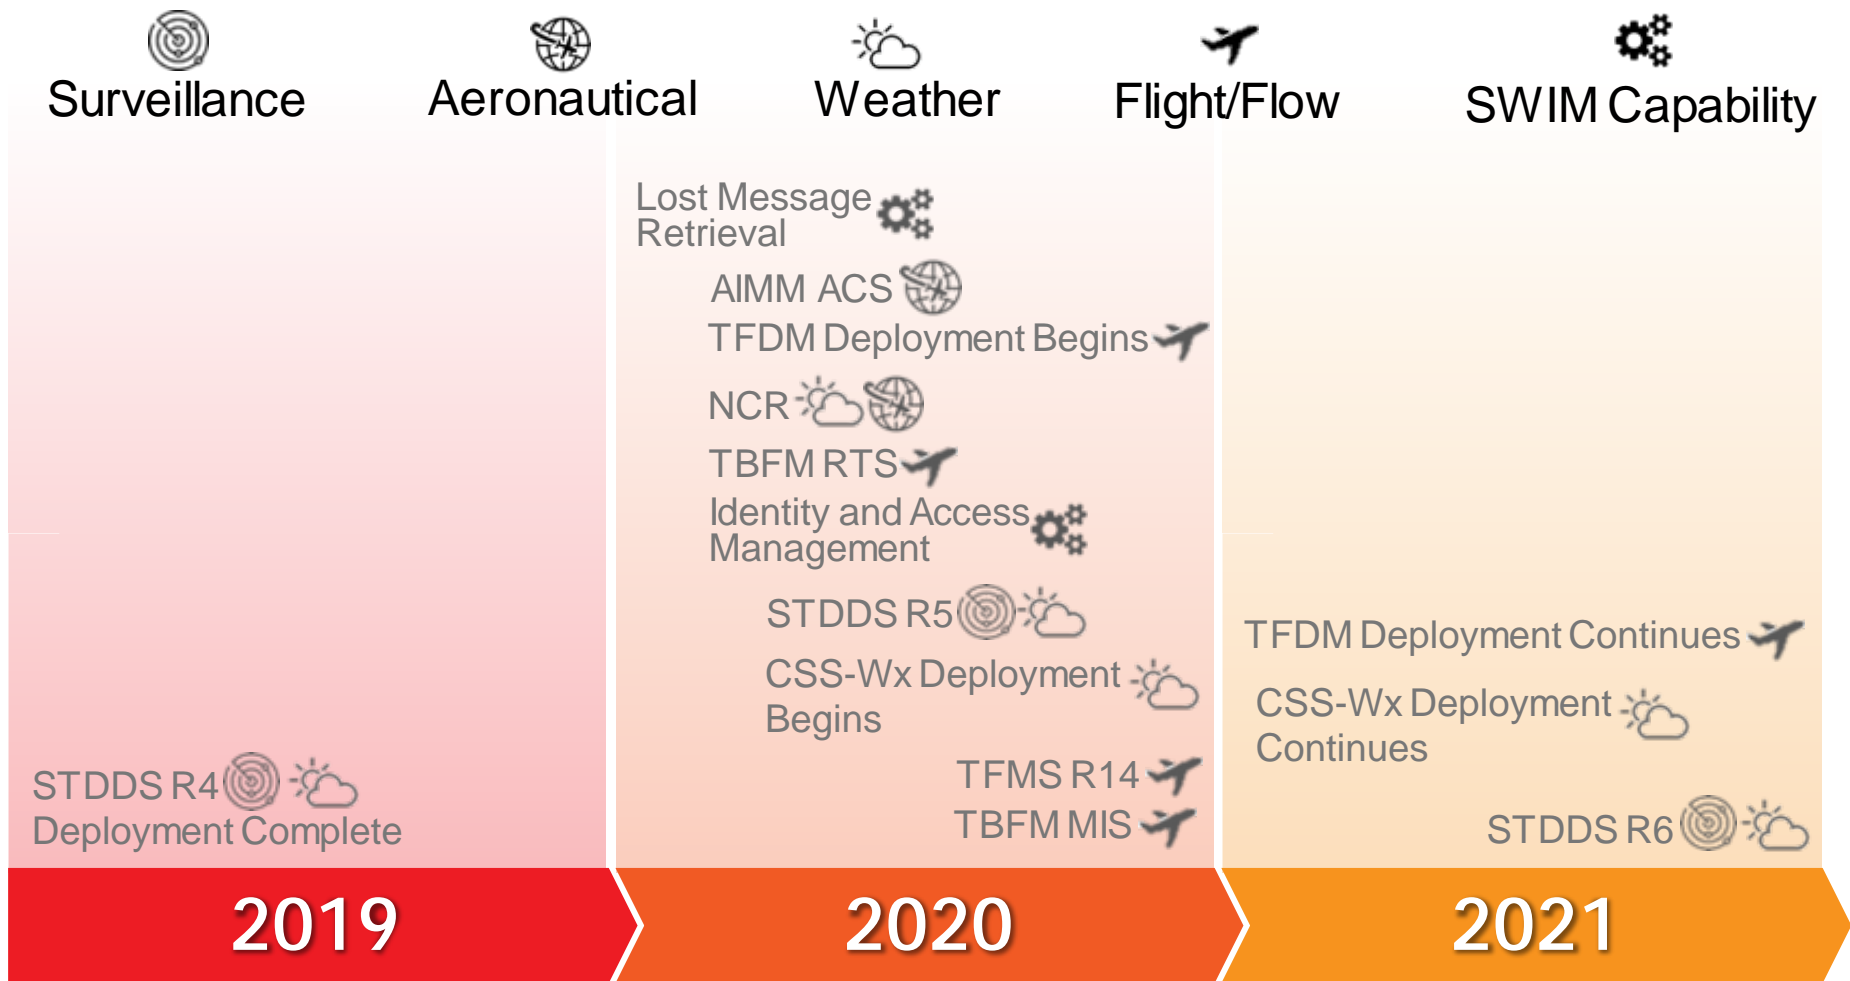 Surveillance
Aeronautical
Weather
Flight/Flow
SWIM Capability
STDDS R4
Deployment Complete
Lost Message
Retrieval
AIMM ACS
TFDM Deployment Begins
NCR
TBFM RTS
Identity and Access
Management
STDDS R5
CSS-Wx Deployment
Begins
TFMS R14
TBFM MIS
TFDM Deployment Continues
CSS-Wx Deployment
Continues
STDDS R6
2019
2020
2021